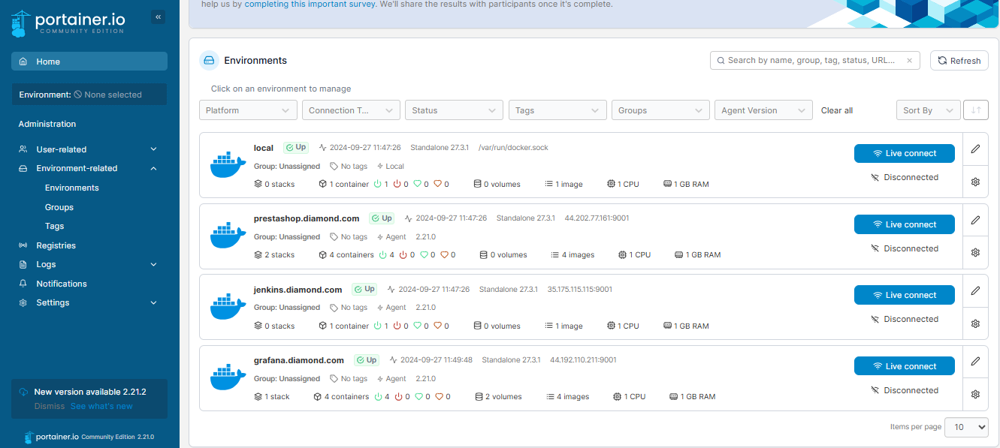 portainer.io
COMMUNITY EDITION
«
Home
Environment: None selected
Administration
User-related
Environment-related
Environments
Groups
Tags
Registries
Logs
Notifications
Settings
New version available 2.21.2
Dismiss See what's new
portainer.io Community Edition 2.21.0
help us by completing this important survey. We'll share the results with participants once it's complete.
Environments
Search by name, group, tag, status, URL... ×
Refresh
Click on an environment to manage
Platform Connection T... Status Tags Groups Agent Version Clear all Sort By
local Up 2024-09-27 11:47:26 Standalone 27.3.1 /var/run/docker.sock
Group: Unassigned No tags Local
0 stacks 1 container 1 0 0 0 0 volumes 1 image 1 CPU 1 GB RAM
Live connect
Disconnected
prestashop.diamond.com Up 2024-09-27 11:47:26 Standalone 27.3.1 44.202.77.161:9001
Group: Unassigned No tags Agent 2.21.0
2 stacks 4 containers 4 0 0 0 0 volumes 4 images 1 CPU 1 GB RAM
Live connect
Disconnected
jenkins.diamond.com Up 2024-09-27 11:47:26 Standalone 27.3.1 35.175.115.115:9001
Group: Unassigned No tags Agent 2.21.0
0 stacks 1 container 1 0 0 0 0 volumes 1 image 1 CPU 1 GB RAM
Live connect
Disconnected
grafana.diamond.com Up 2024-09-27 11:49:48 Standalone 27.3.1 44.192.110.211:9001
Group: Unassigned No tags Agent 2.21.0
1 stack 4 containers 4 0 0 0 2 volumes 4 images 1 CPU 1 GB RAM
Live connect
Disconnected
Items per page 10